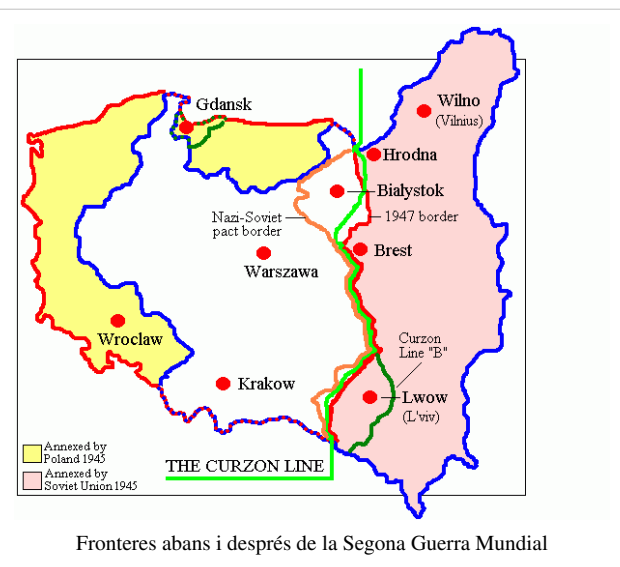 Gdansk
Wilno
(Vilnius)
Hrodna
Bialystok
Nazi-Soviet
pact border
1947 border
Brest
Warszawa
Wroclaw
Curzon
Line "B"
Krakow
Lwow
(L'viv)
Annexed by
Poland 1945
THE CURZON LINE
Annexed by
Soviet Union 1945
Fronteres abans i després de la Segona Guerra Mundial